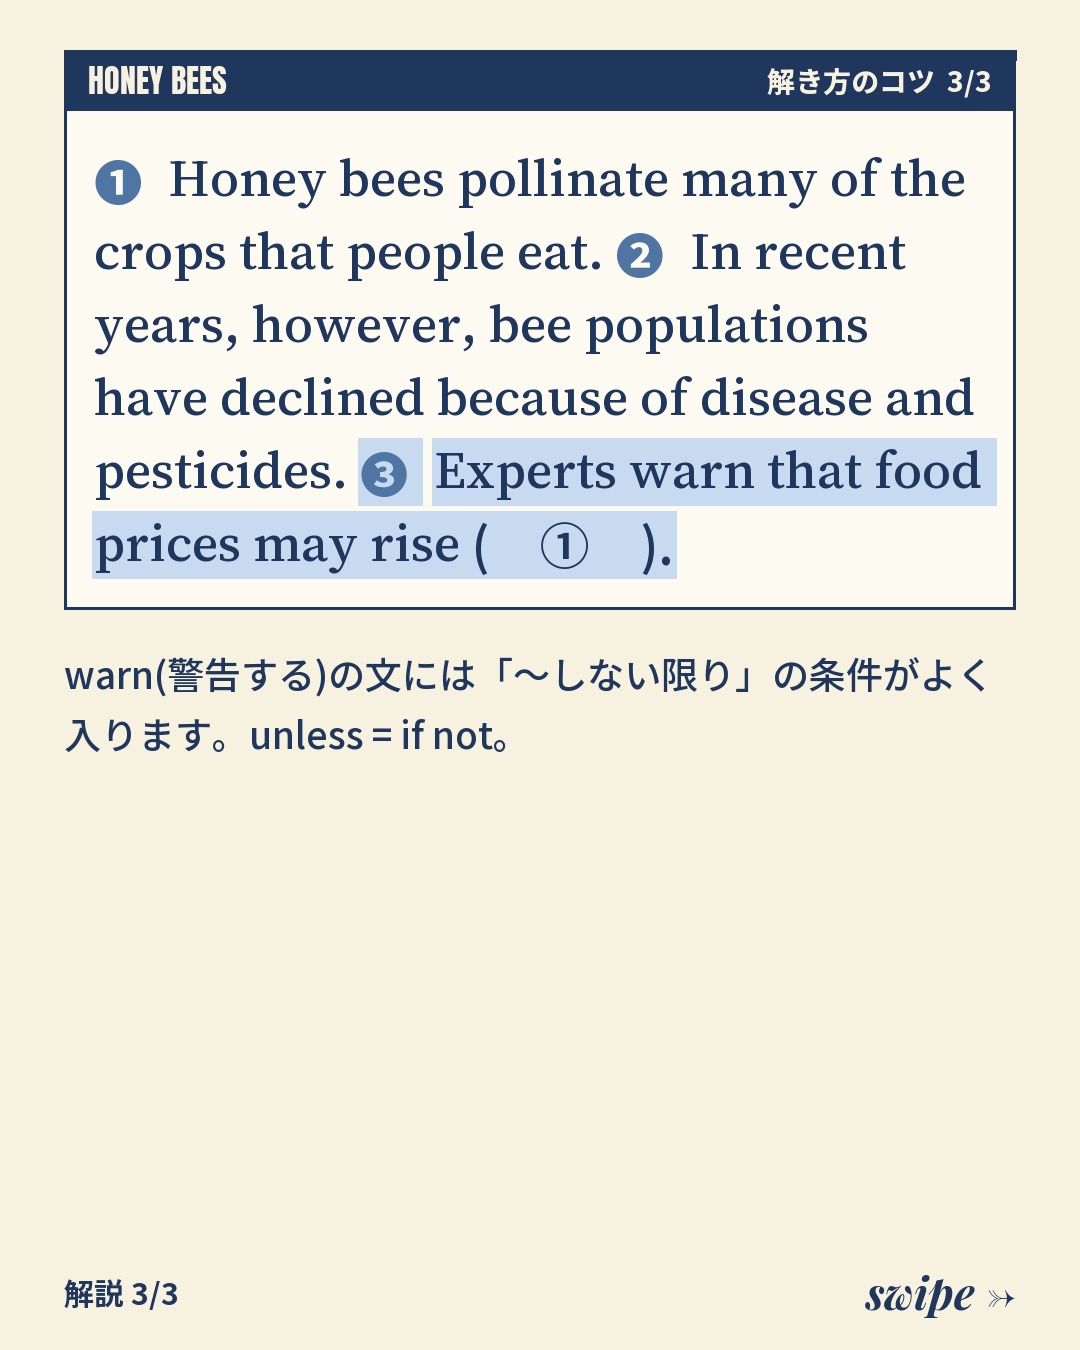 HONEY BEES
解き方のコツ 3/3
❶ Honey bees pollinate many of the
crops that people eat. ❷ In recent
years, however, bee populations
have declined because of disease and
pesticides. ❸ Experts warn that food
prices may rise ( ① ).
warn(警告する)の文には「〜しない限り」の条件がよく
入ります。unless = if not。
解説 3/3
swipe